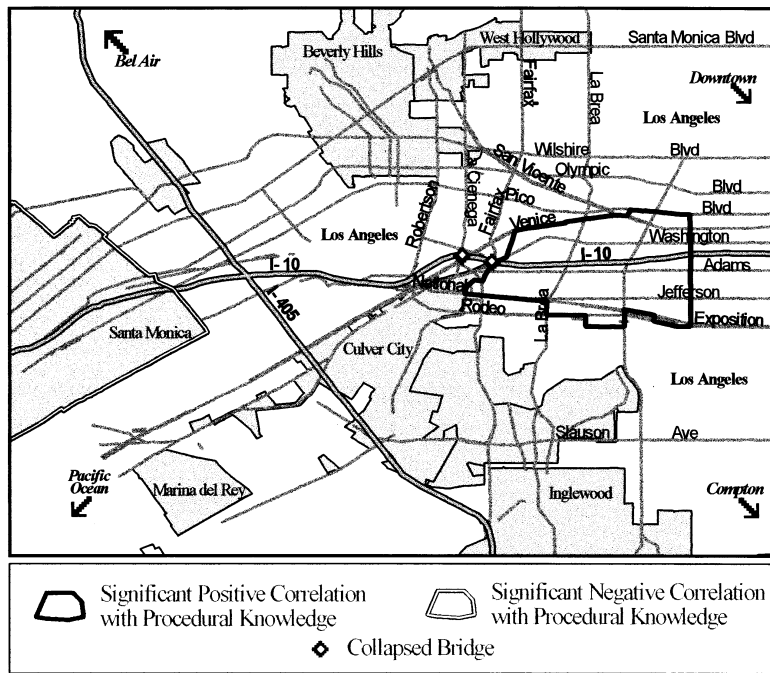 West Hollywood
Santa Monica Blvd
Beverly Hills
Bel Air
Fairfax
La Brea
Downtown
Los Angeles
Wilshire
Blvd
San Vicente
Olympic
La Cienega
Blvd
Robertson
Fairfax
Pico
Blvd
Venice
Los Angeles
Washington
I-10
I-10
Adams
National
I-405
Jefferson
Rodeo
La Brea
Exposition
Santa Monica
Culver City
Los Angeles
Slauson
Ave
Pacific
Ocean
Marina del Rey
Inglewood
Compton
Significant Positive Correlation
with Procedural Knowledge
Significant Negative Correlation
with Procedural Knowledge
Collapsed Bridge